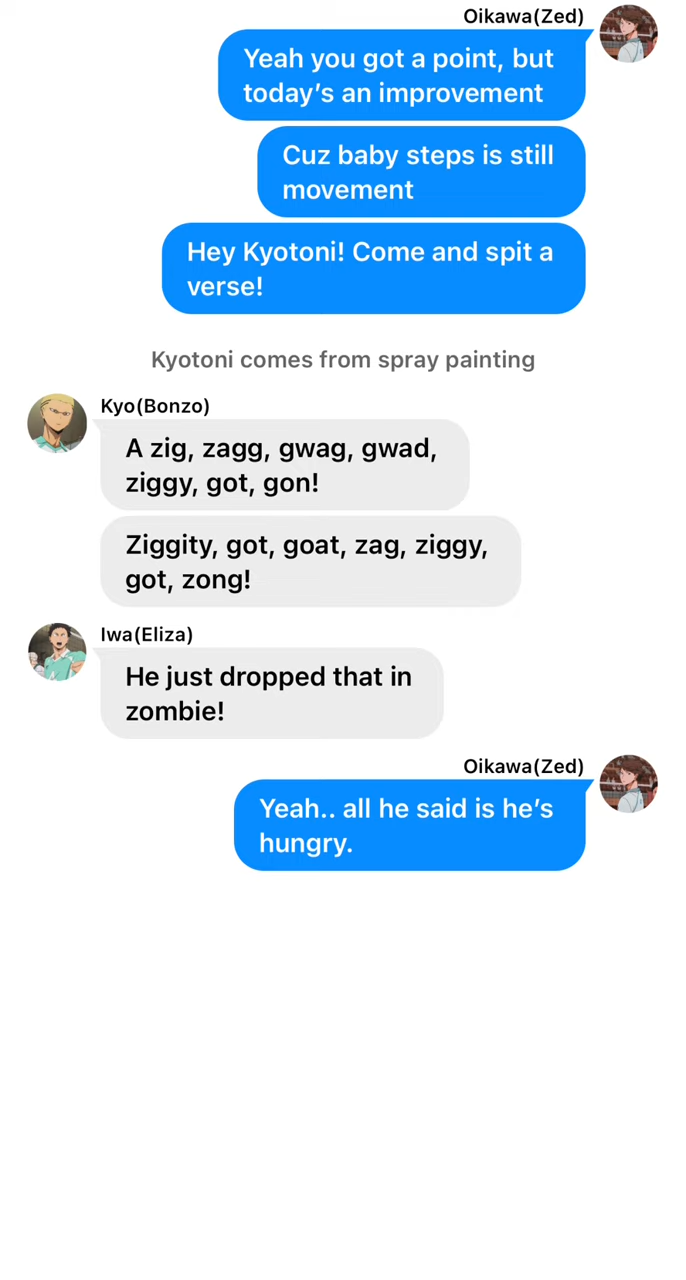 Oikawa(Zed)
Yeah you got a point, but
today's an improvement
Cuz baby steps is still
movement
Hey Kyotoni! Come and spit a
verse!
Kyotoni comes from spray painting
Kyo(Bonzo)
A zig, zagg, gwag, gwad,
ziggy, got, gon!
Ziggity, got, goat, zag, ziggy,
got, zong!
Iwa(Eliza)
He just dropped that in
zombie!
Oikawa(Zed)
Yeah.. all he said is he's
hungry.